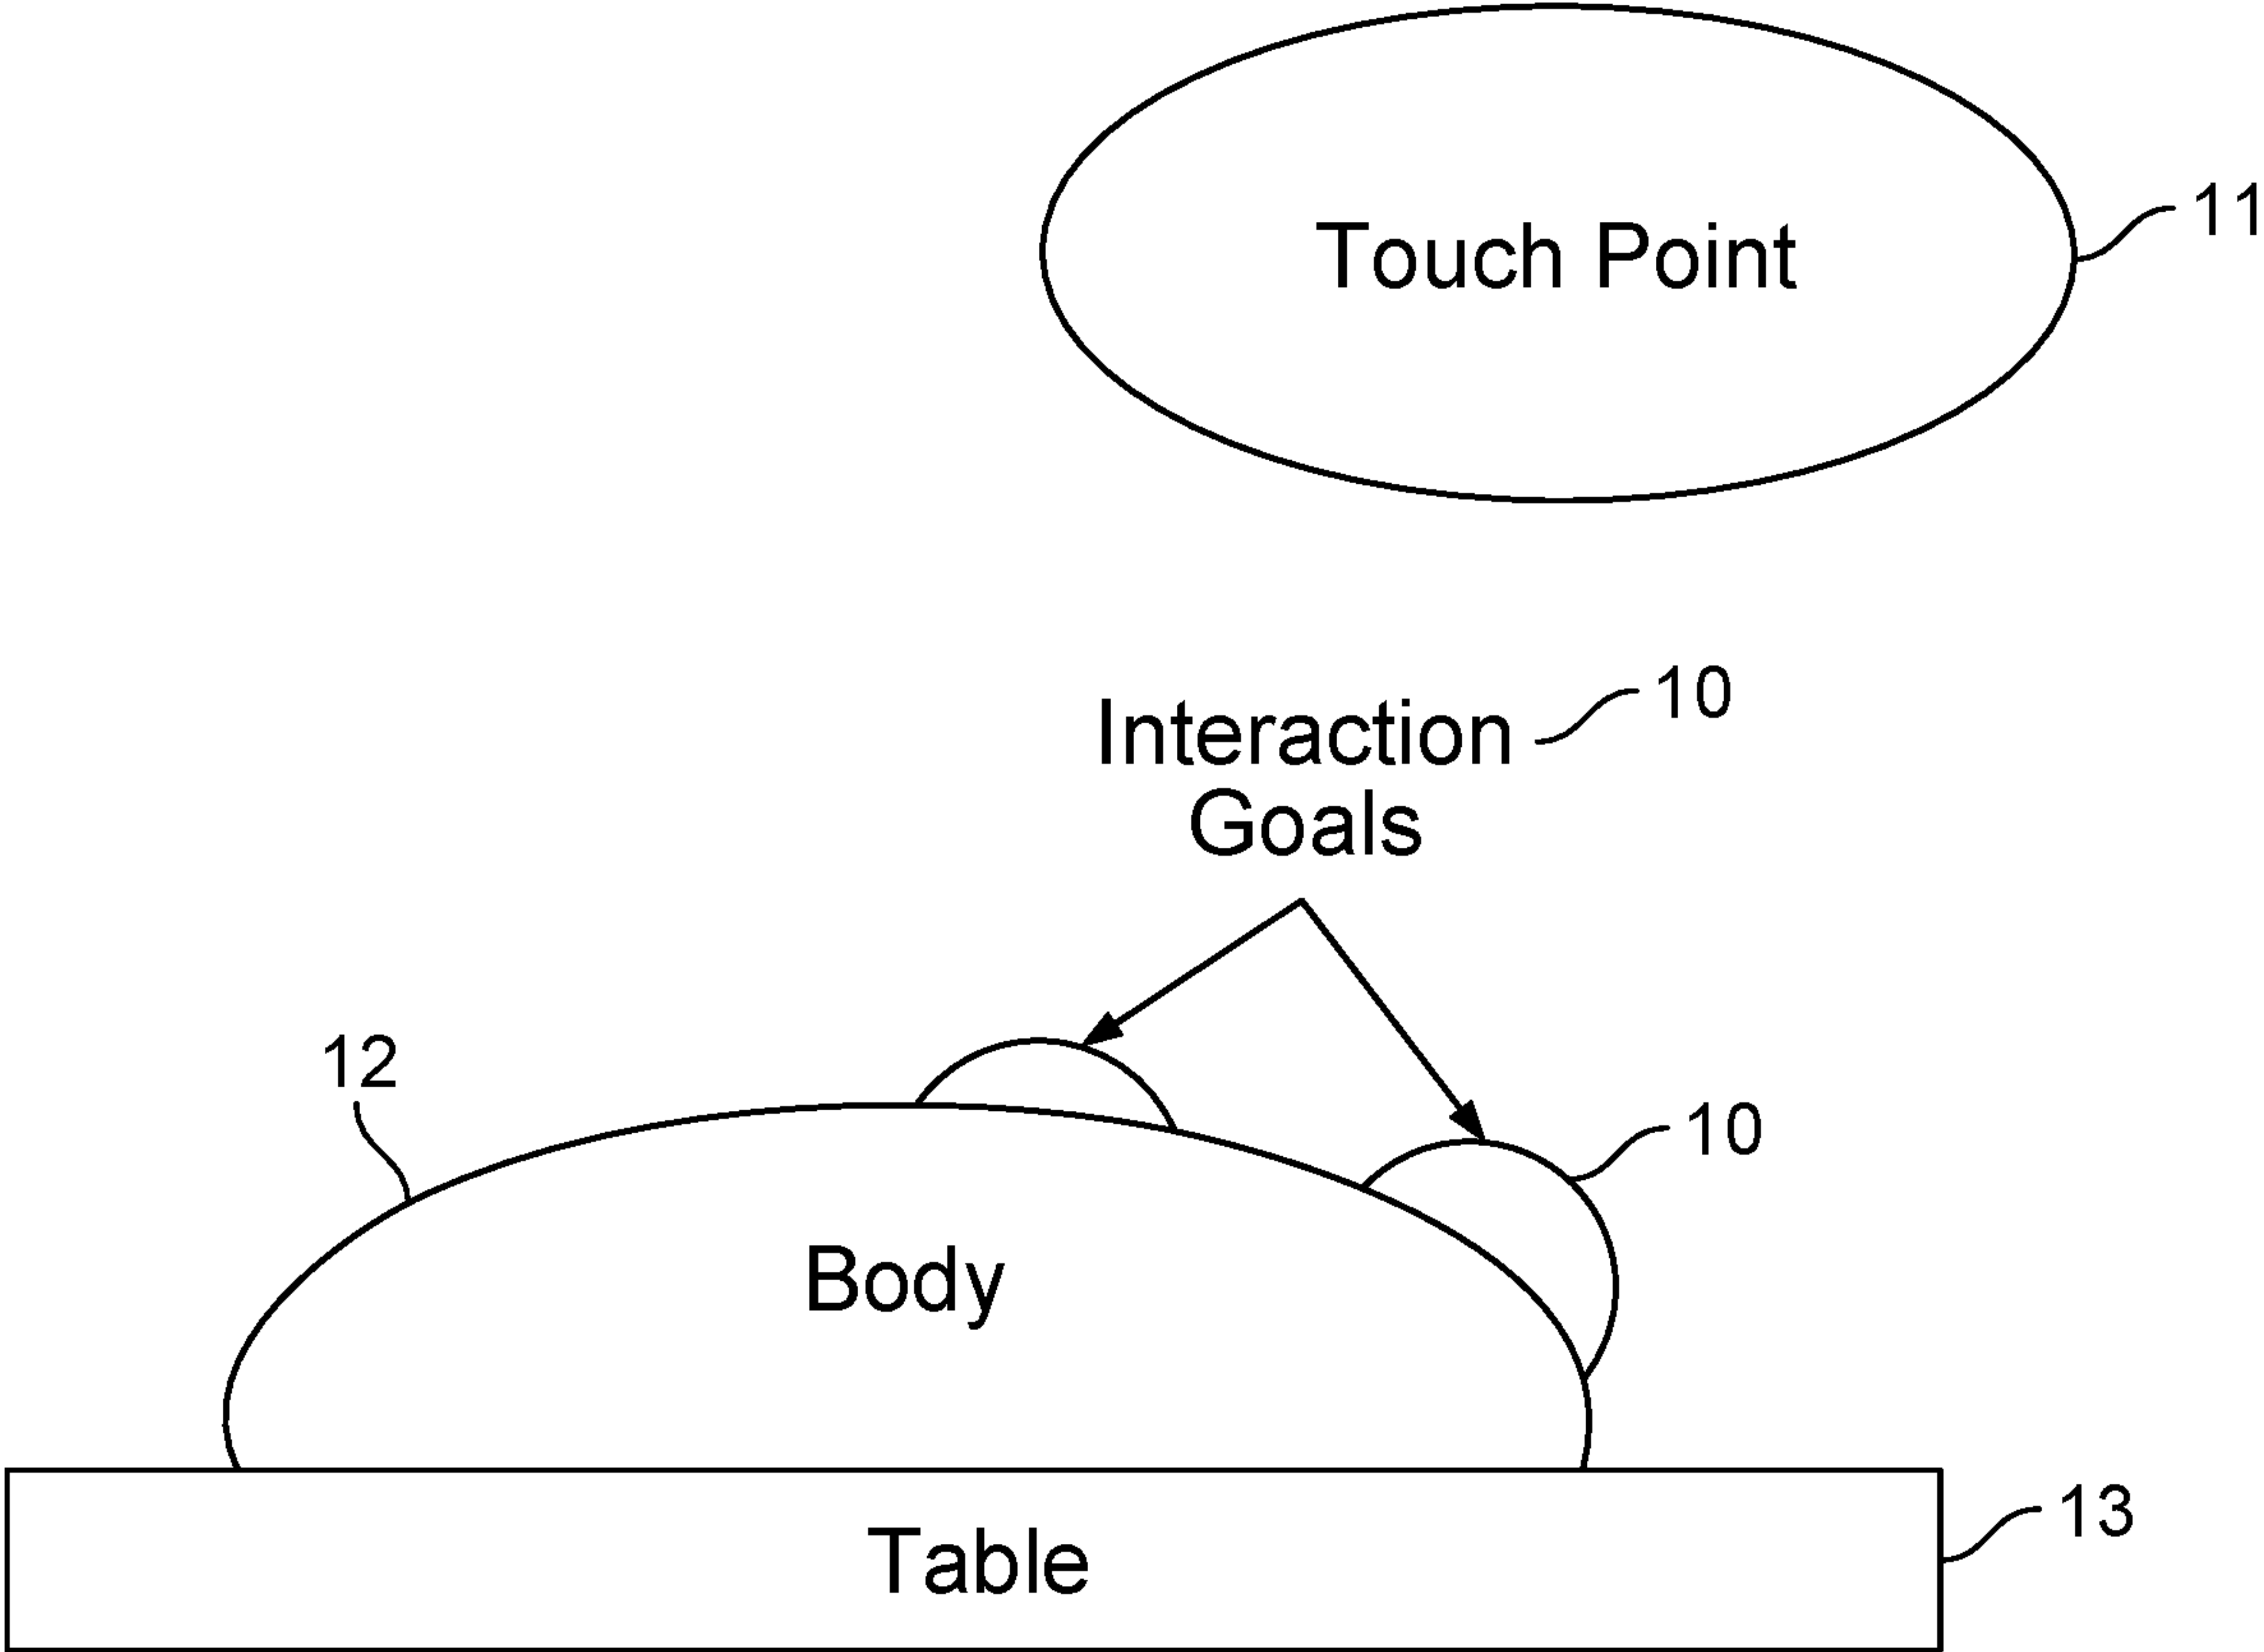 Touch Point
11
Interaction
10
Goals
12
10
Body
Table
13